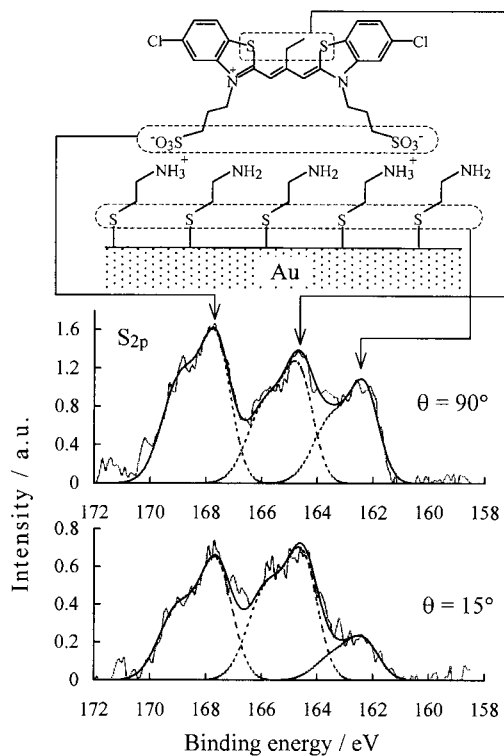 Cl S S Cl
N+ N
-O3S SO3-
+ +
NH3 NH2 NH2 NH3 NH2
S S S S S
Au
S2p
1.6
1.2
0.8
0.4
0
θ = 90°
172 170 168 166 164 162 160 158
Intensity / a.u.
0.8
0.6
0.4
0.2
0
θ = 15°
172 170 168 166 164 162 160 158
Binding energy / eV